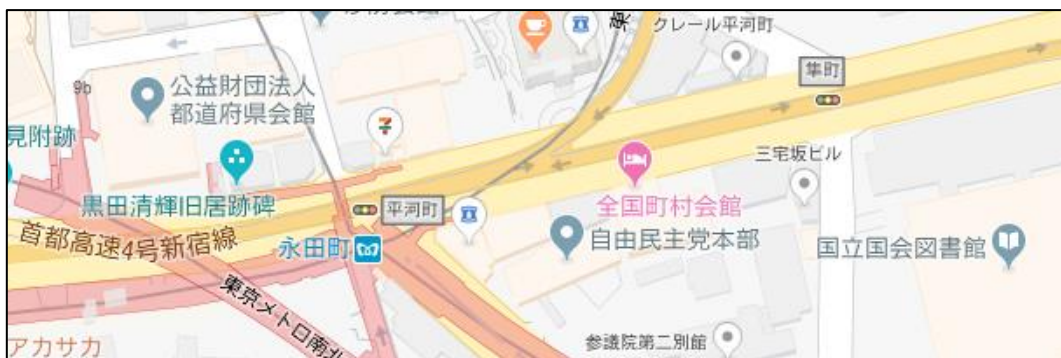 クレール平河町
隼町
9b
公益財団法人
都道府県会館
見附跡
三宅坂ビル
黒田清輝旧居跡碑
平河町
全国町村会館
首都高速4号新宿線
永田町
自由民主党本部
国立国会図書館
東京メトロ南北
参議院第二別館
アカサカ